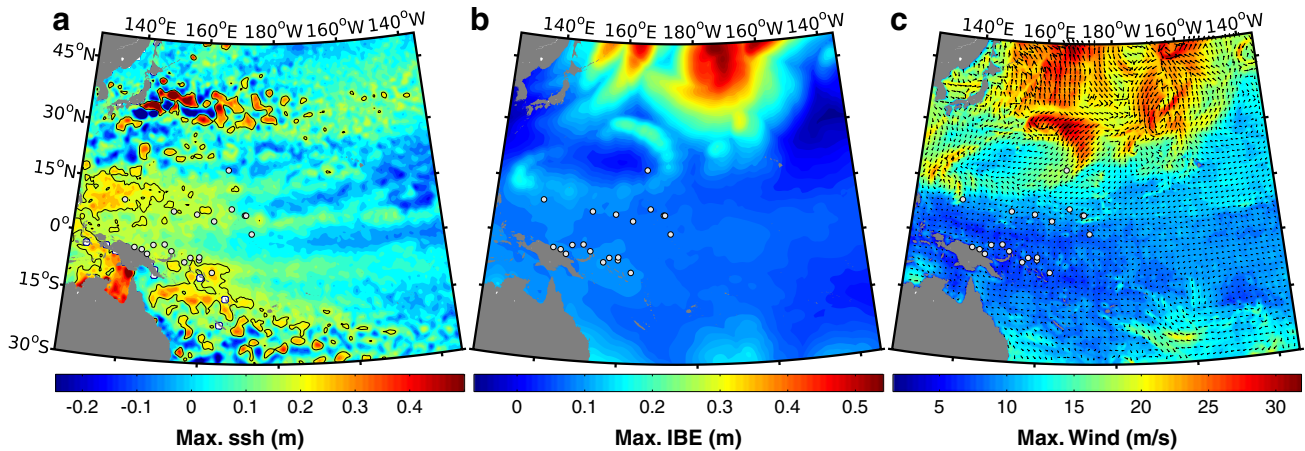 a
140°E 160°E 180°W 160°W 140°W
45°N
30°N
15°N
0°
15°S
30°S
-0.2 -0.1 0 0.1 0.2 0.3 0.4
Max. ssh (m)
b
140°E 160°E 180°W 160°W 140°W
0 0.1 0.2 0.3 0.4 0.5
Max. IBE (m)
c
140°E 160°E 180°W 160°W 140°W
5 10 15 20 25 30
Max. Wind (m/s)